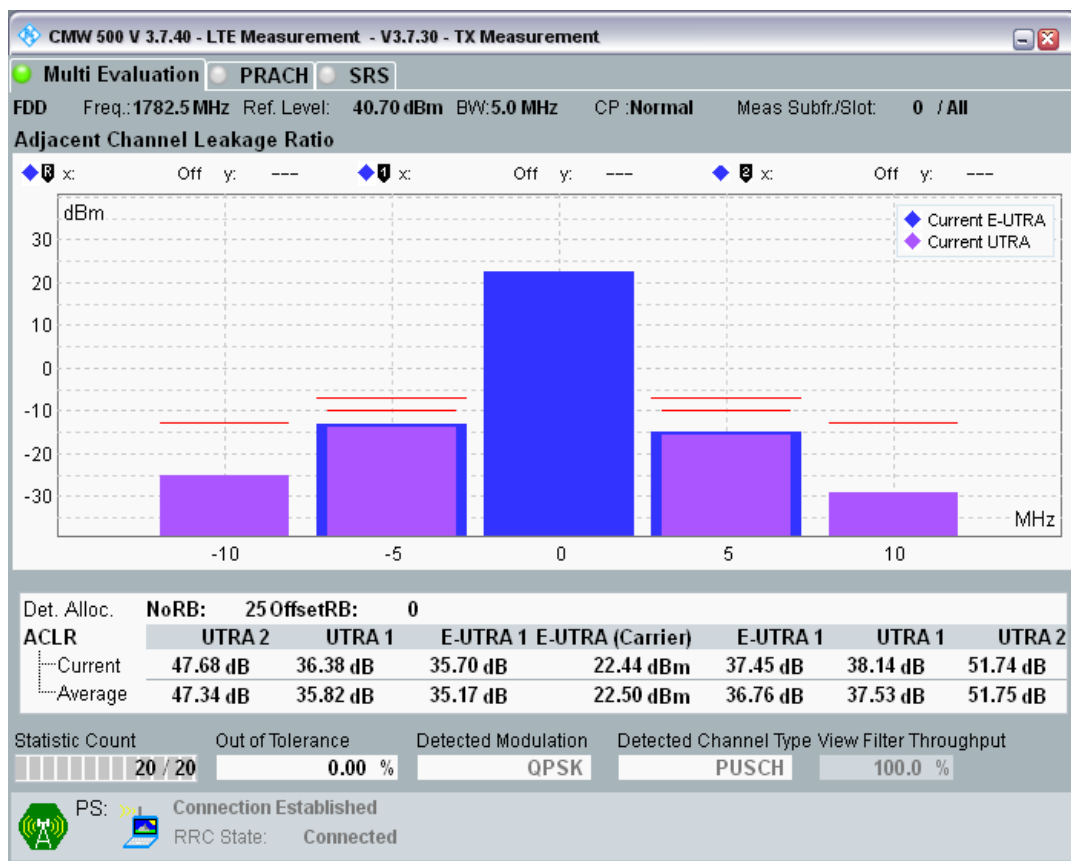 CMW 500 V 3.7.40 - LTE Measurement - V3.7.30 - TX Measurement
Multi Evaluation PRACH SRS
FDD Freq.:1782.5 MHz Ref. Level: 40.70 dBm BW:5.0 MHz CP :Normal Meas Subfr./Slot: 0 / All
Adjacent Channel Leakage Ratio
R x: Off y: --- 1 x: Off y: --- 2 x: Off y: ---
dBm
Current E-UTRA
Current UTRA
30
20
10
0
-10
-20
-30
MHz
-10 -5 0 5 10
Det. Alloc. NoRB: 25 OffsetRB: 0
ACLR UTRA 2 UTRA 1 E-UTRA 1 E-UTRA (Carrier) E-UTRA 1 UTRA 1 UTRA 2
Current 47.68 dB 36.38 dB 35.70 dB 22.44 dBm 37.45 dB 38.14 dB 51.74 dB
Average 47.34 dB 35.82 dB 35.17 dB 22.50 dBm 36.76 dB 37.53 dB 51.75 dB
Statistic Count Out of Tolerance Detected Modulation Detected Channel Type View Filter Throughput
20 / 20 0.00 % QPSK PUSCH 100.0 %
PS: Connection Established
RRC State: Connected